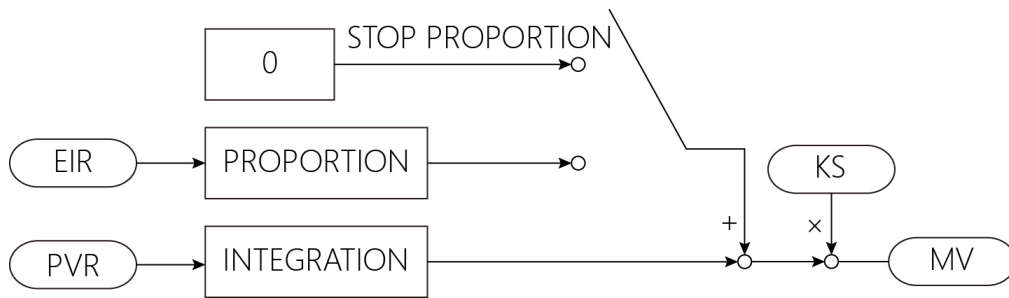 STOP PROPORTION
0
EIR
PROPORTION
KS
+
×
PVR
INTEGRATION
MV